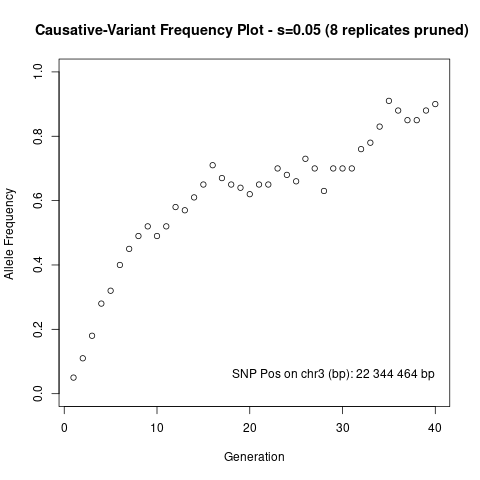 Causative-Variant Frequency Plot - s=0.05 (8 replicates pruned)
1.0
0.8
0.6
0.4
0.2
0.0
Allele Frequency
SNP Pos on chr3 (bp): 22 344 464 bp
0 10 20 30 40
Generation